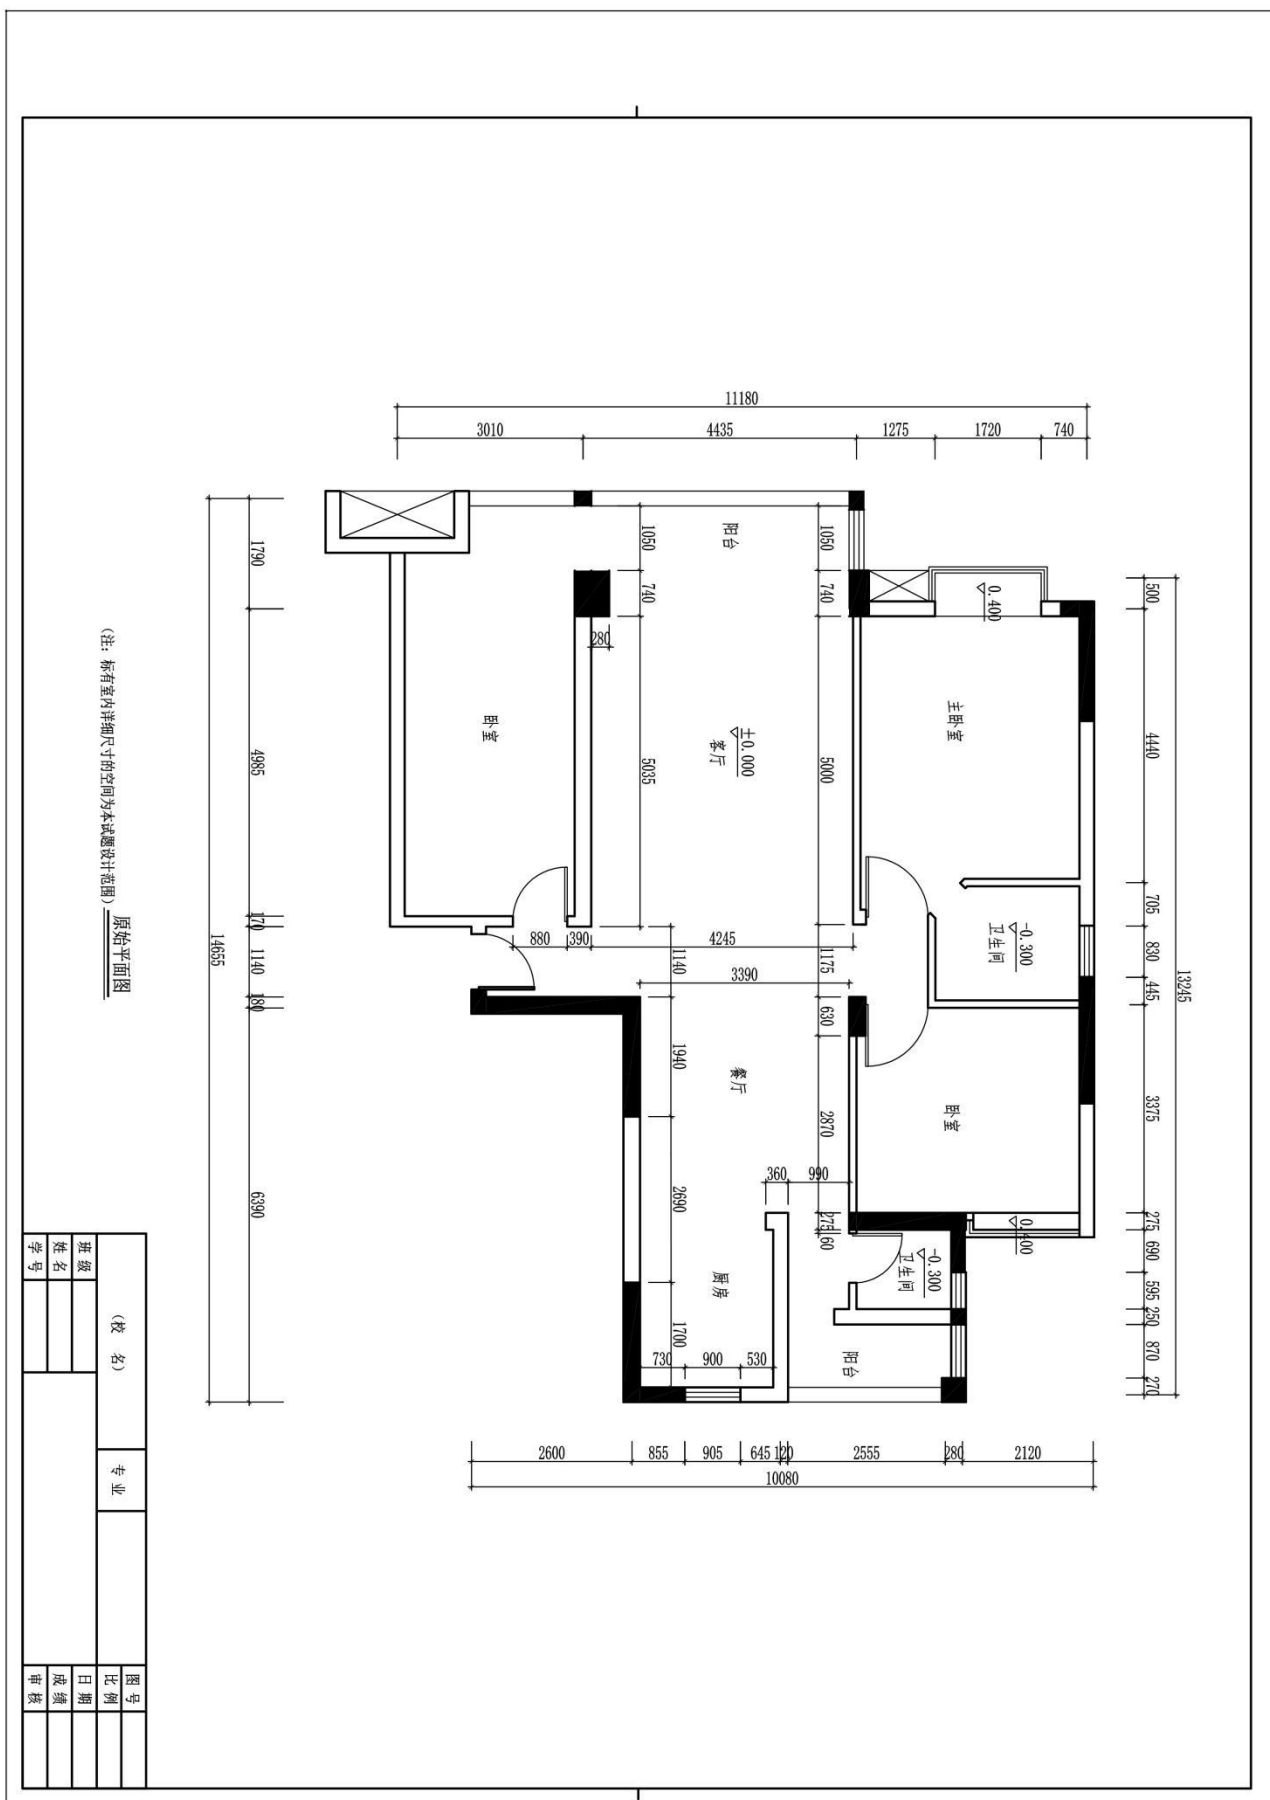 11180
3010
4435
1275
1720
740
14655
1790
4985
170
1140
180
6390
13245
500
4440
705
830
445
3375
275
690
595
250
870
270
1050
740
5035
280
1050
740
5000
1175
630
2870
275
60
880
390
4245
3390
1140
1940
2690
1700
360
990
730
900
530
2600
855
905
645
120
2555
280
2120
10080
阳台
0.400
主卧室
卧室
±0.000
客厅
-0.300
卫生间
餐厅
卧室
0.400
厨房
-0.300
卫生间
阳台
(注: 标有室内详细尺寸的空间为本试题设计范围)
原始平面图
(校 名)
专 业
班 级
姓 名
学 号
图 号
比 例
日 期
成 绩
审 核